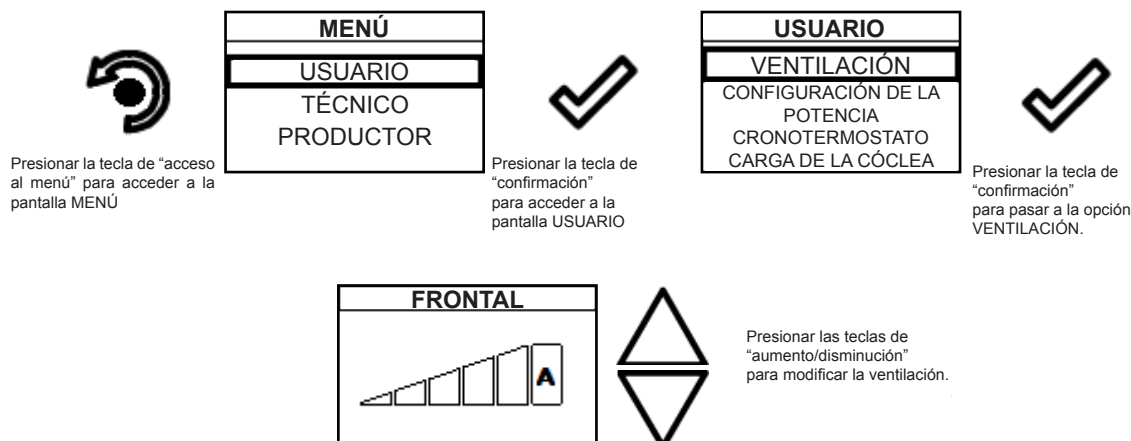 MENÚ
USUARIO
TÉCNICO
PRODUCTOR
Presionar la tecla de “acceso
al menú” para acceder a la
pantalla MENÚ
Presionar la tecla de
“confirmación”
para acceder a la
pantalla USUARIO
USUARIO
VENTILACIÓN
CONFIGURACIÓN DE LA
POTENCIA
CRONOTERMOSTATO
CARGA DE LA CÓCLEA
Presionar la tecla de
“confirmación”
para pasar a la opción
VENTILACIÓN.
FRONTAL
A
Presionar las teclas de
“aumento/disminución”
para modificar la ventilación.